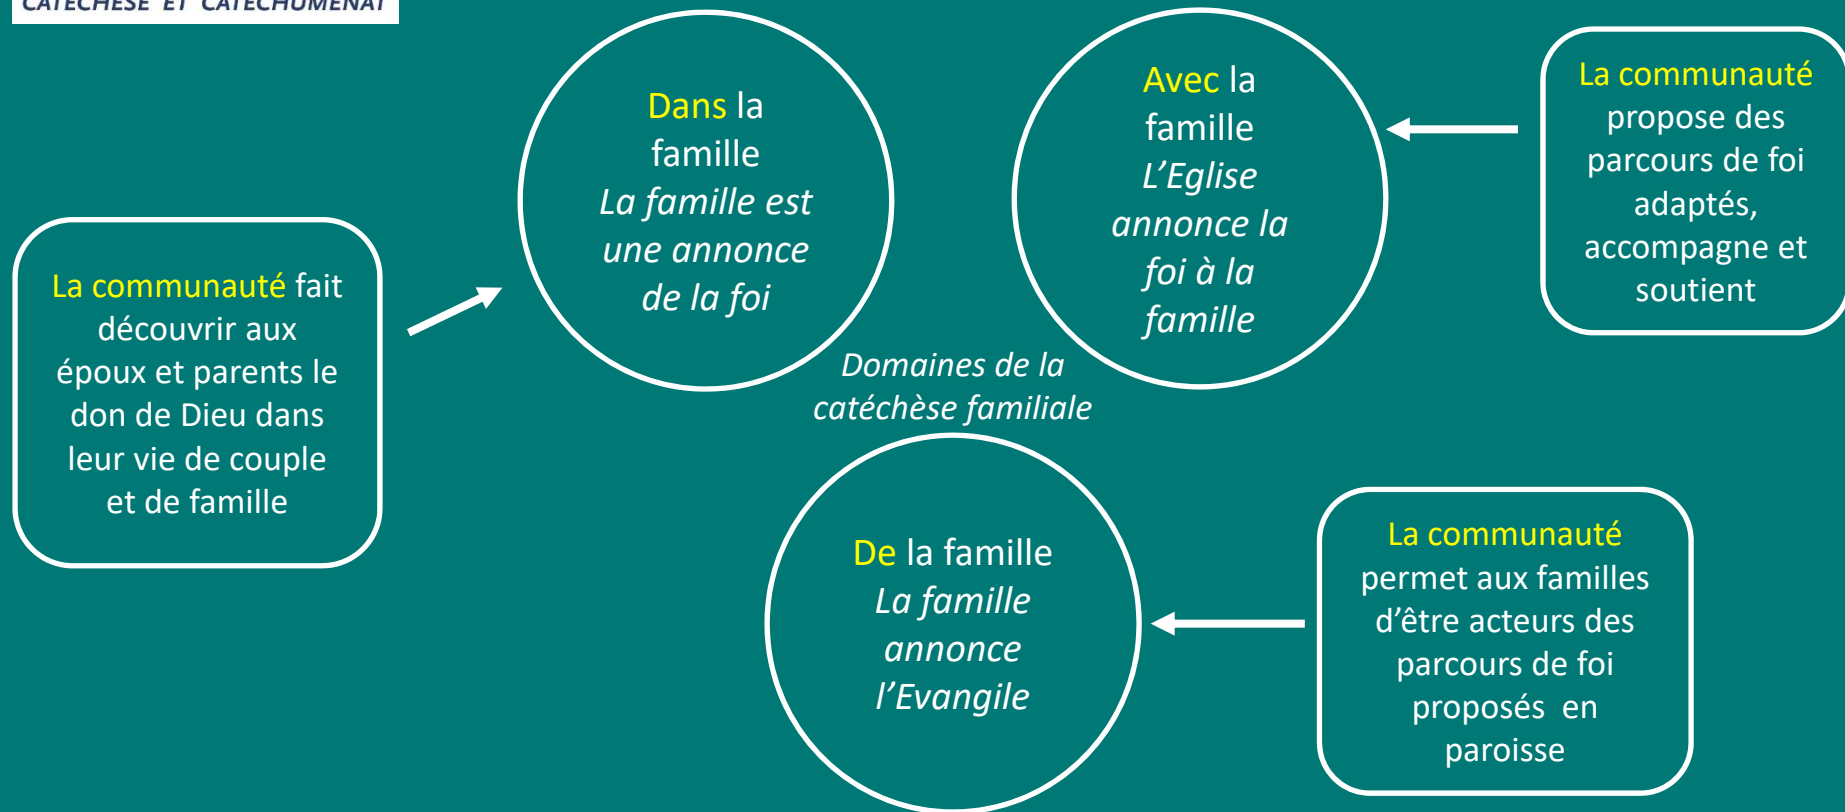 CATECHESE ET CATECHUMENAT
Dans la
famille
La famille est
une annonce
de la foi
Avec la
famille
L’Eglise
annonce la
foi à la
famille
La communauté
propose des
parcours de foi
adaptés,
accompagne et
soutient
La communauté fait
découvrir aux
époux et parents le
don de Dieu dans
leur vie de couple
et de famille
Domaines de la
catéchèse familiale
De la famille
La famille
annonce
l’Evangile
La communauté
permet aux familles
d’être acteurs des
parcours de foi
proposés en
paroisse